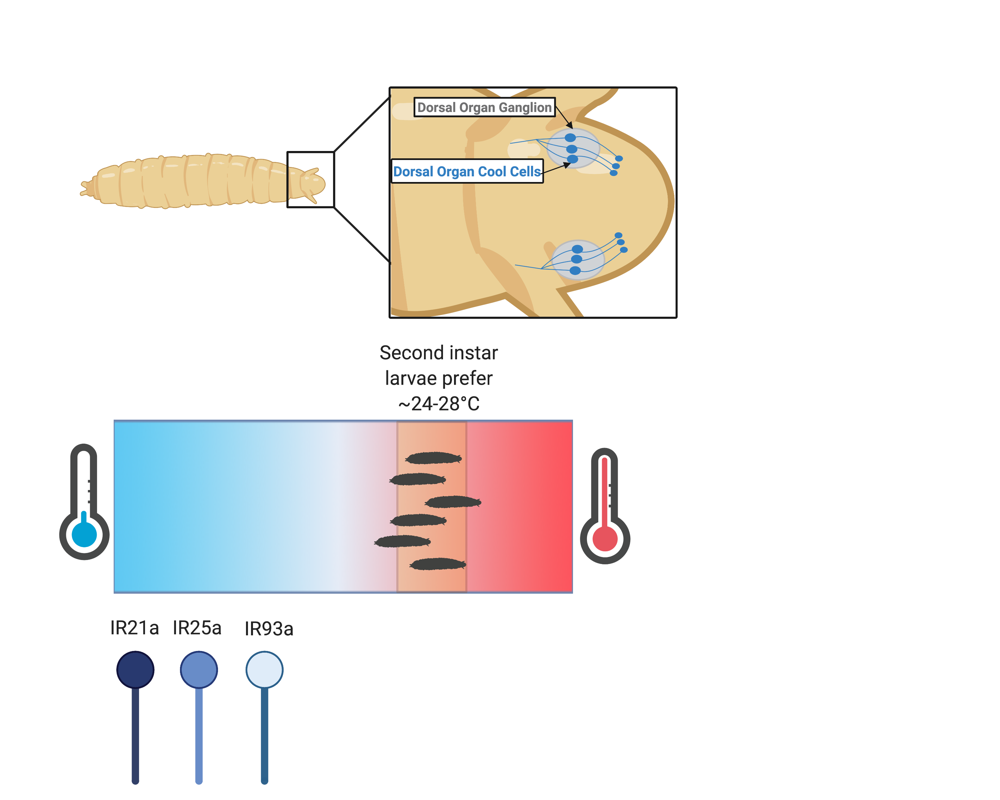 Dorsal Organ Ganglion
Dorsal Organ Cool Cells
Second instar
larvae prefer
~24-28°C
IR21a IR25a IR93a